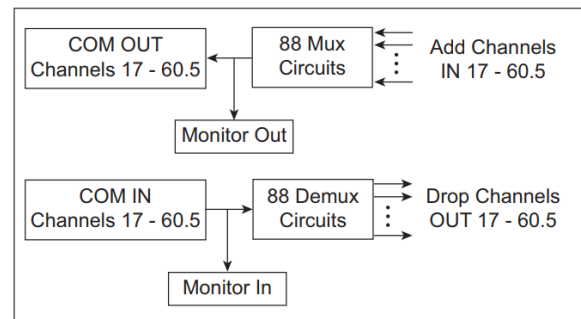 COM OUT
Channels 17 - 60.5
88 Mux
Circuits
Add Channels
IN 17 - 60.5
Monitor Out
COM IN
Channels 17 - 60.5
88 Demux
Circuits
Drop Channels
OUT 17 - 60.5
Monitor In